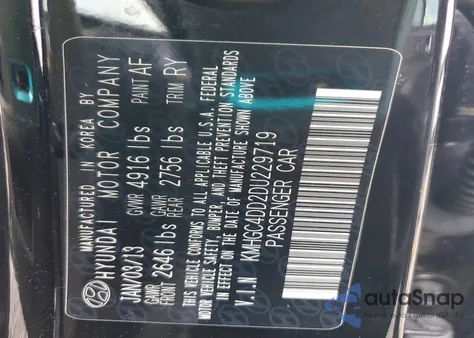 MANUFACTURED IN KOREA BY:
HYUNDAI MOTOR COMPANY
JAN/03/13 GVWR 4916 lbs PAINT AF
GAWR FRONT 2646 lbs GAWR REAR 2756 lbs TRIM RY
THIS VEHICLE CONFORMS TO ALL APPLICABLE U.S.A. FEDERAL
MOTOR VEHICLE SAFETY, BUMPER, AND THEFT PREVENTION STANDARDS
IN EFFECT ON THE DATE OF MANUFACTURE SHOWN ABOVE
V.I.N KMHGC4DD2DU229719
PASSENGER CAR
autoSnap